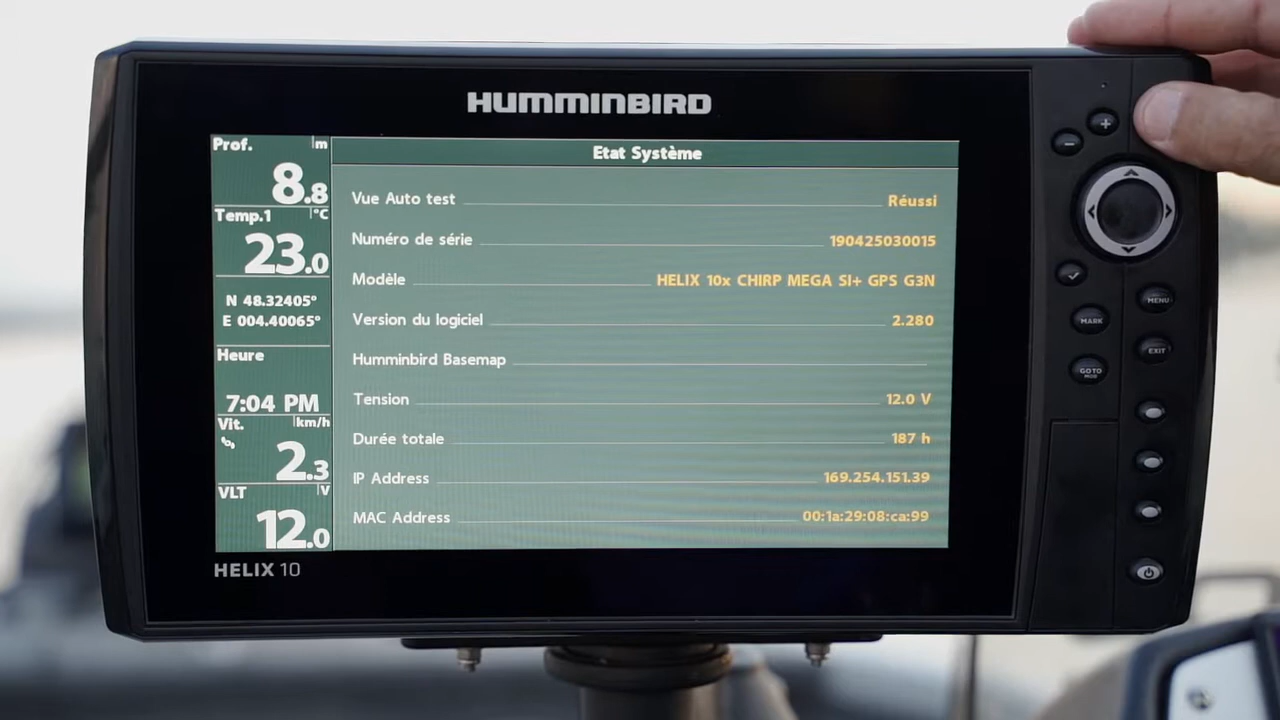 HUMMINBIRD
Prof. m
8.8
Temp.1 °C
23.0
N 48.32405°
E 004.40065°
Heure
7:04 PM
Vit. km/h
2.3
VLT V
12.0
Etat Système
Vue Auto test Réussi
Numéro de série 190425030015
Modèle HELIX 10x CHIRP MEGA SI+ GPS G3N
Version du logiciel 2.280
Humminbird Basemap
Tension 12.0 V
Durée totale 187 h
IP Address 169.254.151.39
MAC Address 00:1a:29:08:ca:99
HELIX 10
+
-
MENU
MARK
EXIT
GO TO
MOB